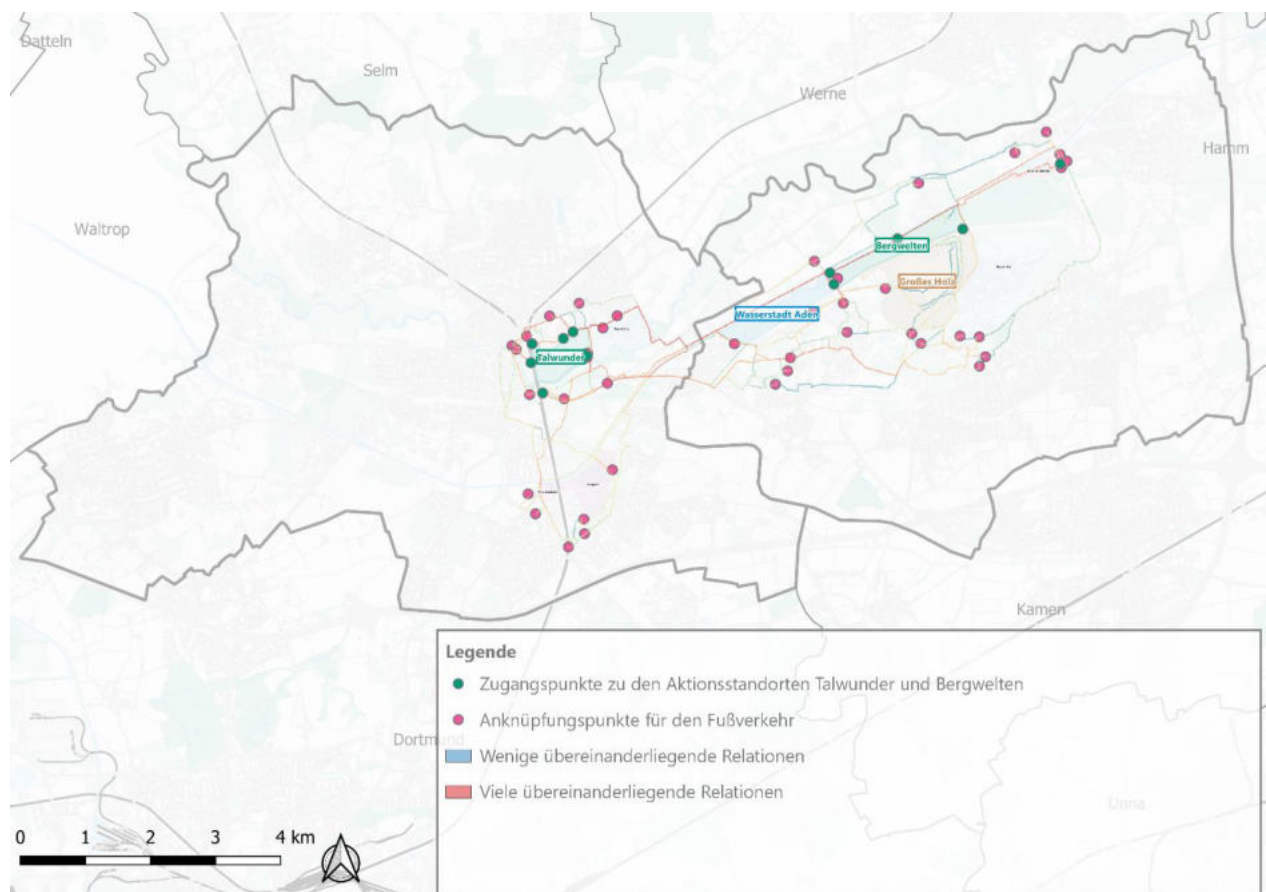 Datteln
Selm
Werne
Hamm
Waltrop
Bergwelten
Großes Holz
Wasserstadt Aden
Talwunder
Kamen
Dortmund
Unna
Legende
Zugangspunkte zu den Aktionsstandorten Talwunder und Bergwelten
Anknüpfungspunkte für den Fußverkehr
Wenige übereinanderliegende Relationen
Viele übereinanderliegende Relationen
0 1 2 3 4 km